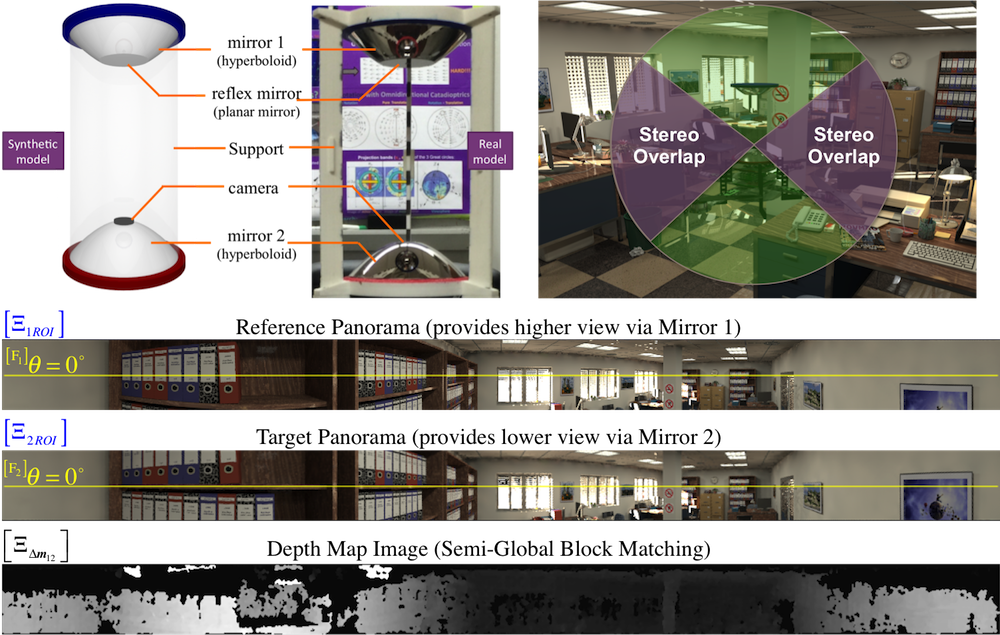 mirror 1
(hyperboloid)
reflex mirror
(planar mirror)
Synthetic
model
Support
Real
model
camera
mirror 2
(hyperboloid)
Stereo
Overlap
Stereo
Overlap
[Ξ1ROI]
Reference Panorama (provides higher view via Mirror 1)
[F₁]θ = 0°
[Ξ2ROI]
Target Panorama (provides lower view via Mirror 2)
[F₂]θ = 0°
[ΞΔm₁₂]
Depth Map Image (Semi-Global Block Matching)